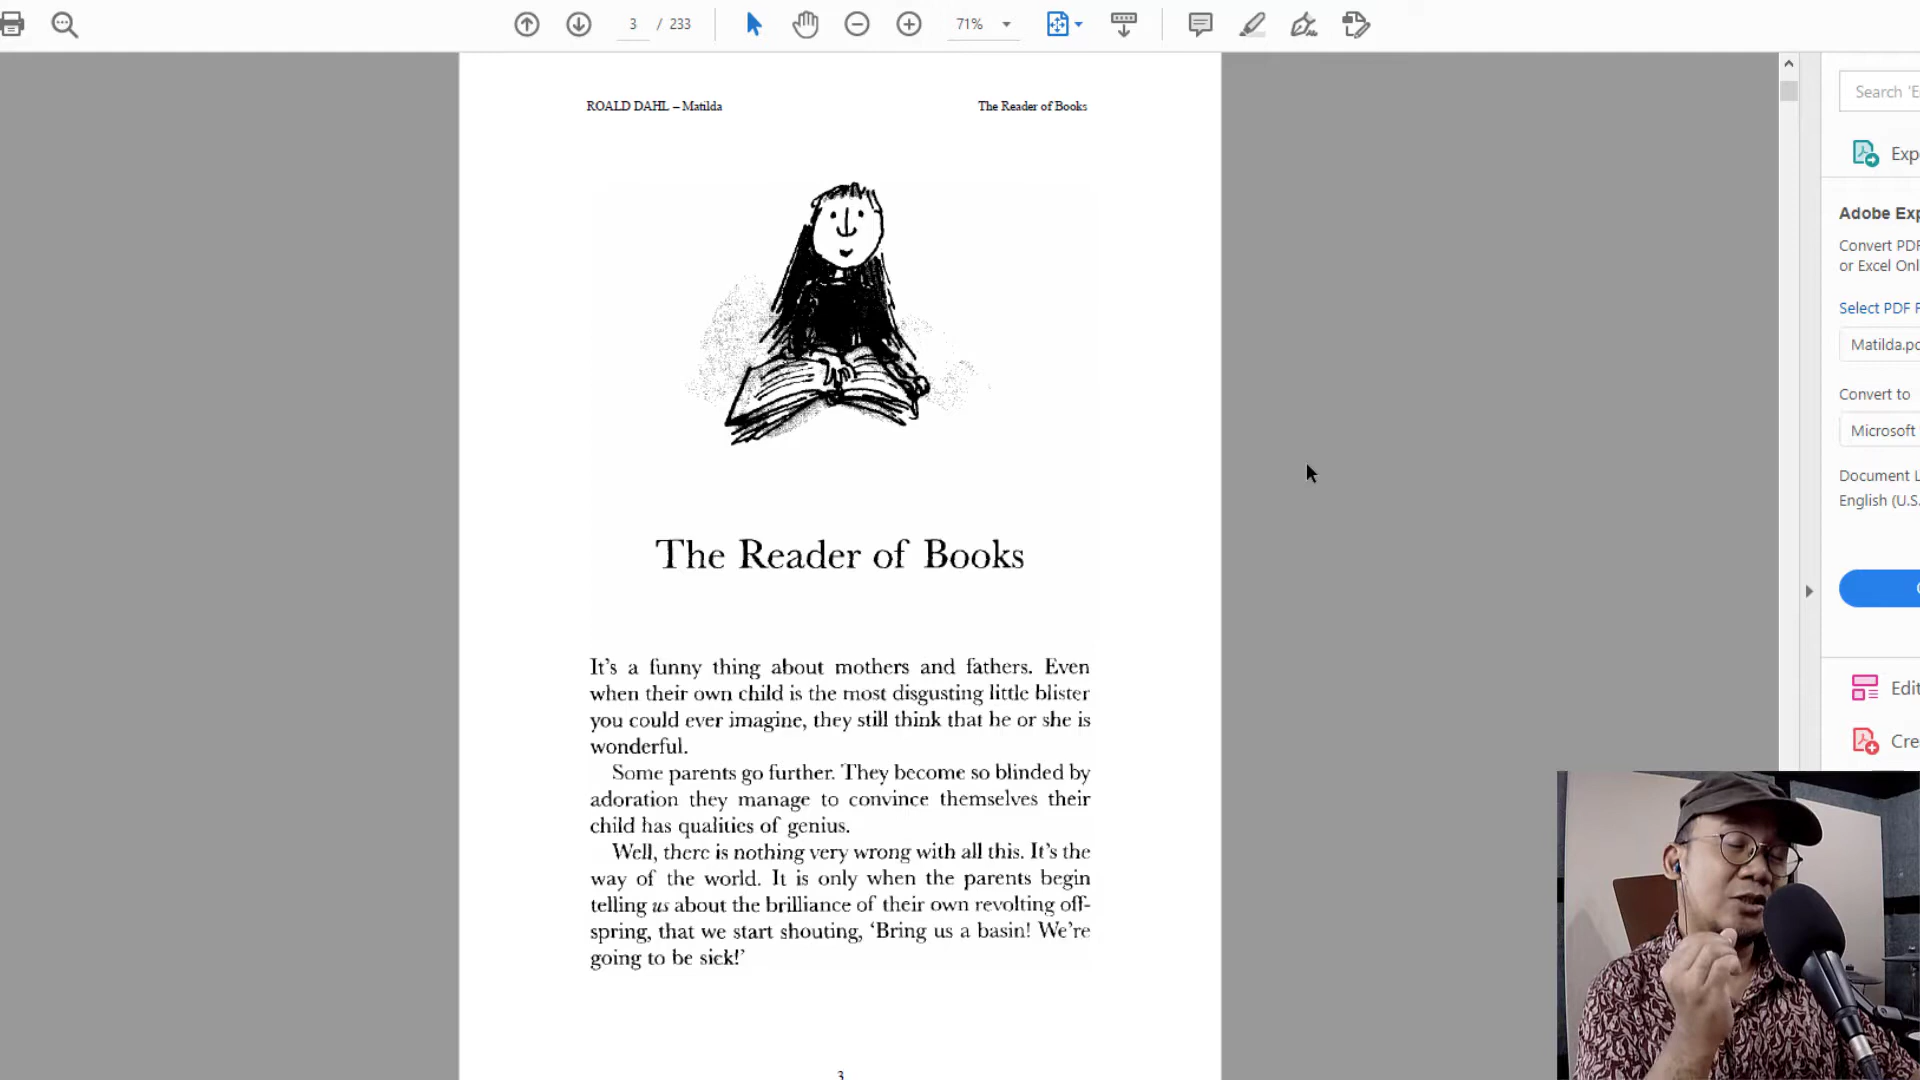 3 / 233
71%
ROALD DAHL – Matilda
The Reader of Books
The Reader of Books
It's a funny thing about mothers and fathers. Even
when their own child is the most disgusting little blister
you could ever imagine, they still think that he or she is
wonderful.
Some parents go further. They become so blinded by
adoration they manage to convince themselves their
child has qualities of genius.
Well, there is nothing very wrong with all this. It's the
way of the world. It is only when the parents begin
telling us about the brilliance of their own revolting off-
spring, that we start shouting, 'Bring us a basin! We're
going to be sick!'
3
Search 'E
Exp
Adobe Exp
Convert PDF
or Excel Onl
Select PDF F
Matilda.pd
Convert to
Microsoft
Document L
English (U.S.
Edit
Cre